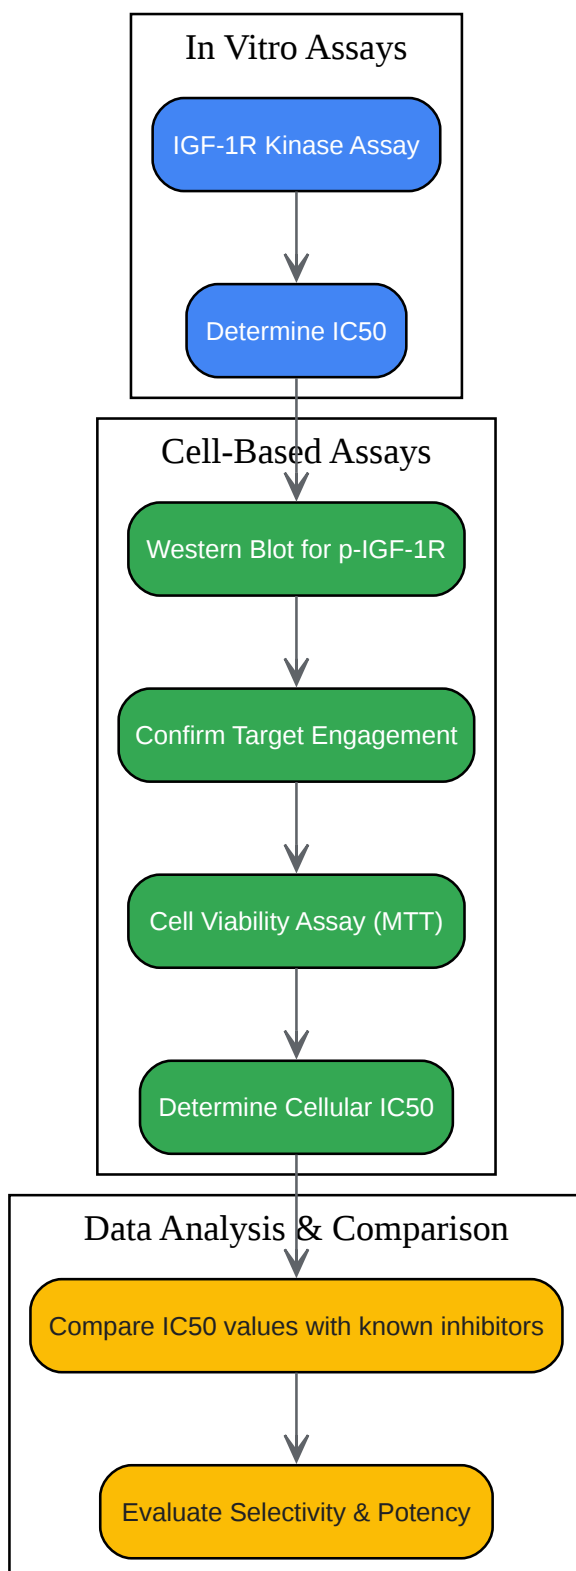 In Vitro Assays
IGF-1R Kinase Assay
Determine IC50
Cell-Based Assays
Western Blot for p-IGF-1R
Confirm Target Engagement
Cell Viability Assay (MTT)
Determine Cellular IC50
Data Analysis & Comparison
Compare IC50 values with known inhibitors
Evaluate Selectivity & Potency